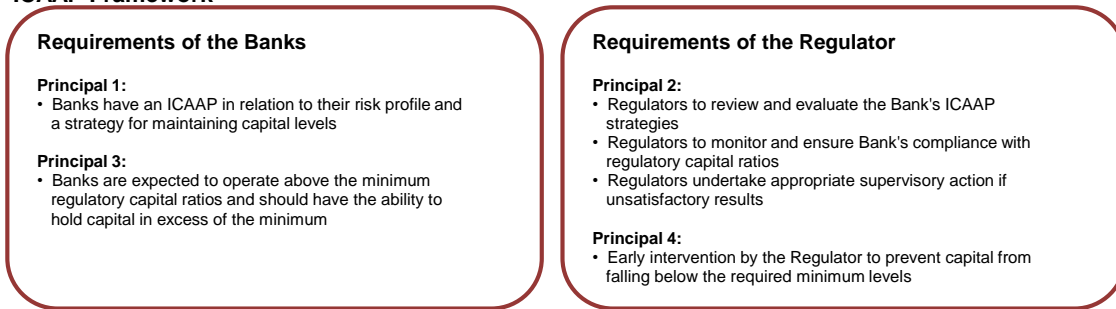 ICAAP Framework
Requirements of the Banks
Principal 1:
• Banks have an ICAAP in relation to their risk profile and
a strategy for maintaining capital levels
Principal 3:
• Banks are expected to operate above the minimum
regulatory capital ratios and should have the ability to
hold capital in excess of the minimum
Requirements of the Regulator
Principal 2:
• Regulators to review and evaluate the Bank's ICAAP
strategies
• Regulators to monitor and ensure Bank's compliance with
regulatory capital ratios
• Regulators undertake appropriate supervisory action if
unsatisfactory results
Principal 4:
• Early intervention by the Regulator to prevent capital from
falling below the required minimum levels